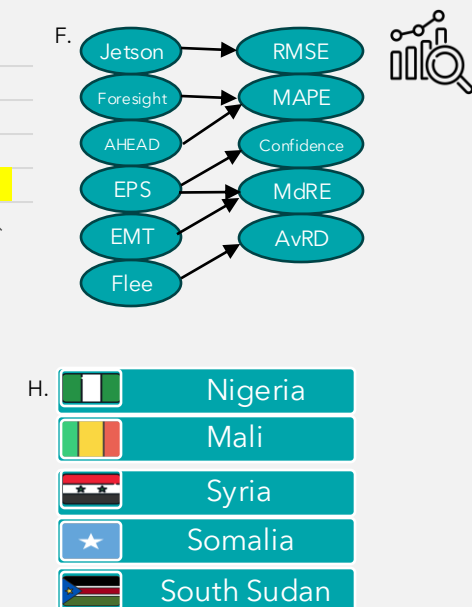 F.
Jetson RMSE
Foresight MAPE
AHEAD Confidence
EPS MdRE
EMT AvRD
Flee
H.
Nigeria
Mali
Syria
Somalia
South Sudan